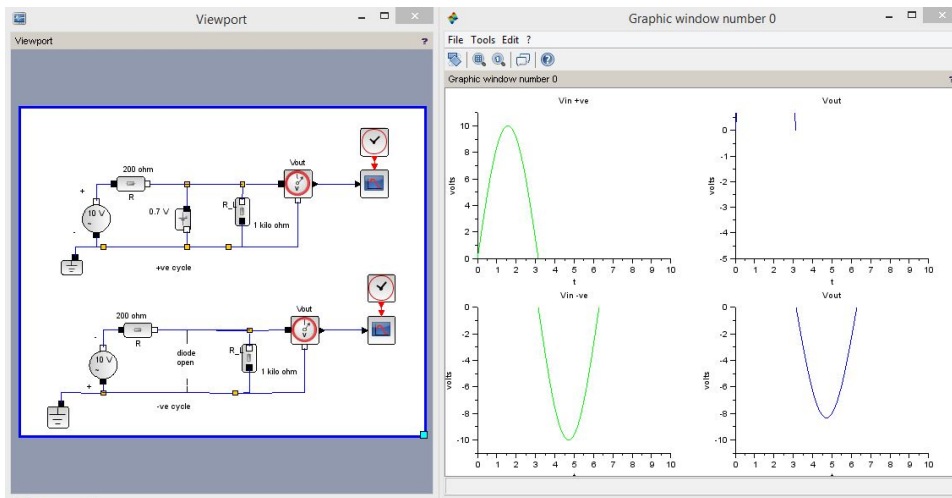 Viewport
Viewport ?
200 ohm
Vout
+
R
10 V
~
-
0.7 V
R_L
1 kilo ohm
+ve cycle
200 ohm
Vout
-
R
10 V
~
+
diode
open
R_L
1 kilo ohm
-ve cycle
Graphic window number 0
File Tools Edit ?
Graphic window number 0
Vin +ve
10
8
6
4
2
0
volts
0 1 2 3 4 5 6 7 8 9 10
t
Vout
0
-1
-2
-3
-4
-5
volts
0 1 2 3 4 5 6 7 8 9 10
t
Vin -ve
0
-2
-4
-6
-8
-10
volts
0 1 2 3 4 5 6 7 8 9 10
Vout
0
-2
-4
-6
-8
-10
volts
0 1 2 3 4 5 6 7 8 9 10